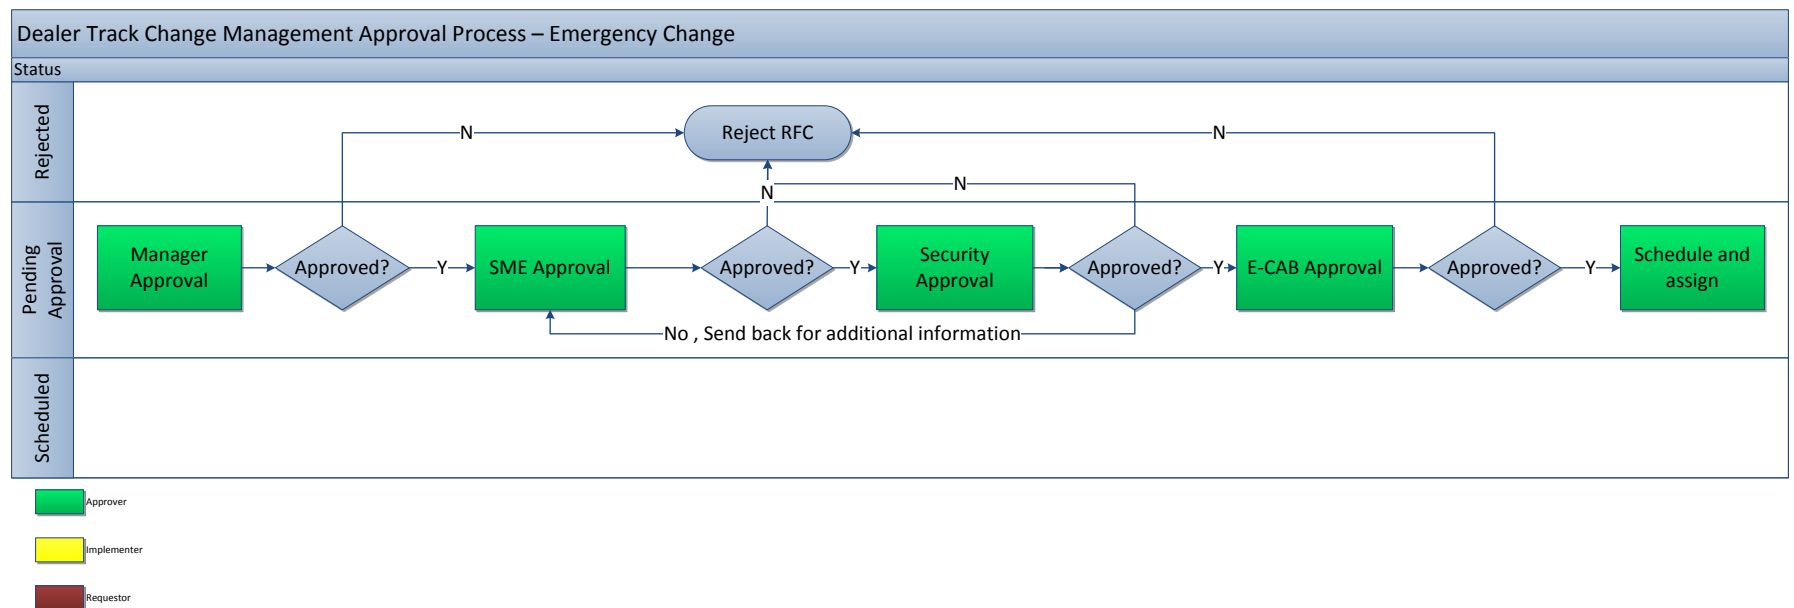 Dealer Track Change Management Approval Process – Emergency Change
Status
Rejected
N
Reject RFC
N
N
N
Pending
Approval
Manager
Approval
Approved?
Y
SME Approval
Approved?
Y
Security
Approval
Approved?
Y
E-CAB Approval
Approved?
Y
Schedule and
assign
No , Send back for additional information
Scheduled
Approver
Implementer
Requestor